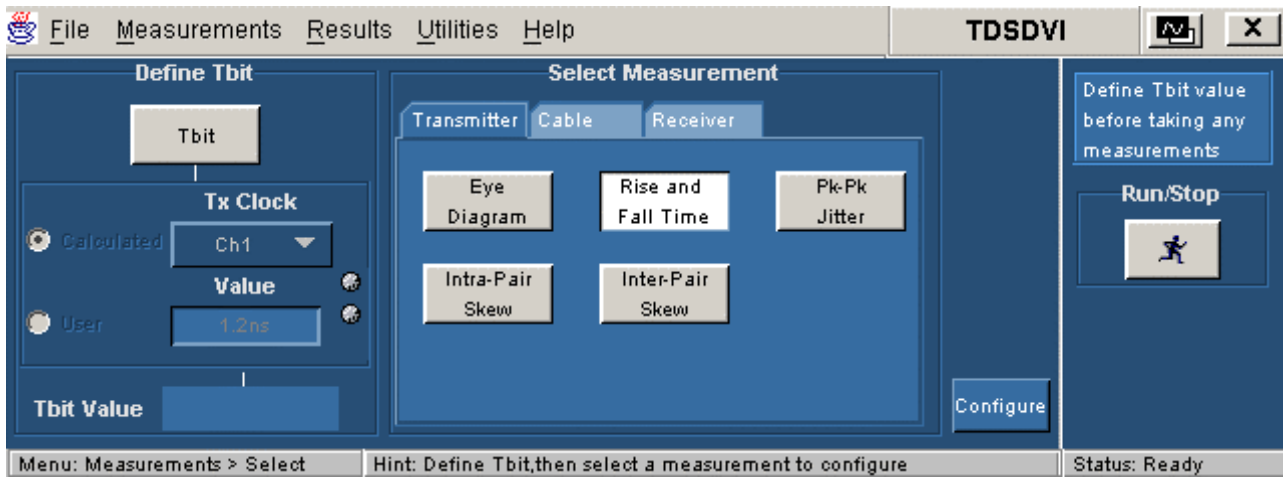 File Measurements Results Utilities Help TDSDVI X
Define Tbit
Tbit
Tx Clock
Calculated
Ch1
Value
User
1.2ns
Tbit Value
Select Measurement
Transmitter Cable Receiver
Eye
Diagram
Rise and
Fall Time
Pk-Pk
Jitter
Intra-Pair
Skew
Inter-Pair
Skew
Configure
Define Tbit value
before taking any
measurements
Run/Stop
Menu: Measurements > Select
Hint: Define Tbit,then select a measurement to configure
Status: Ready